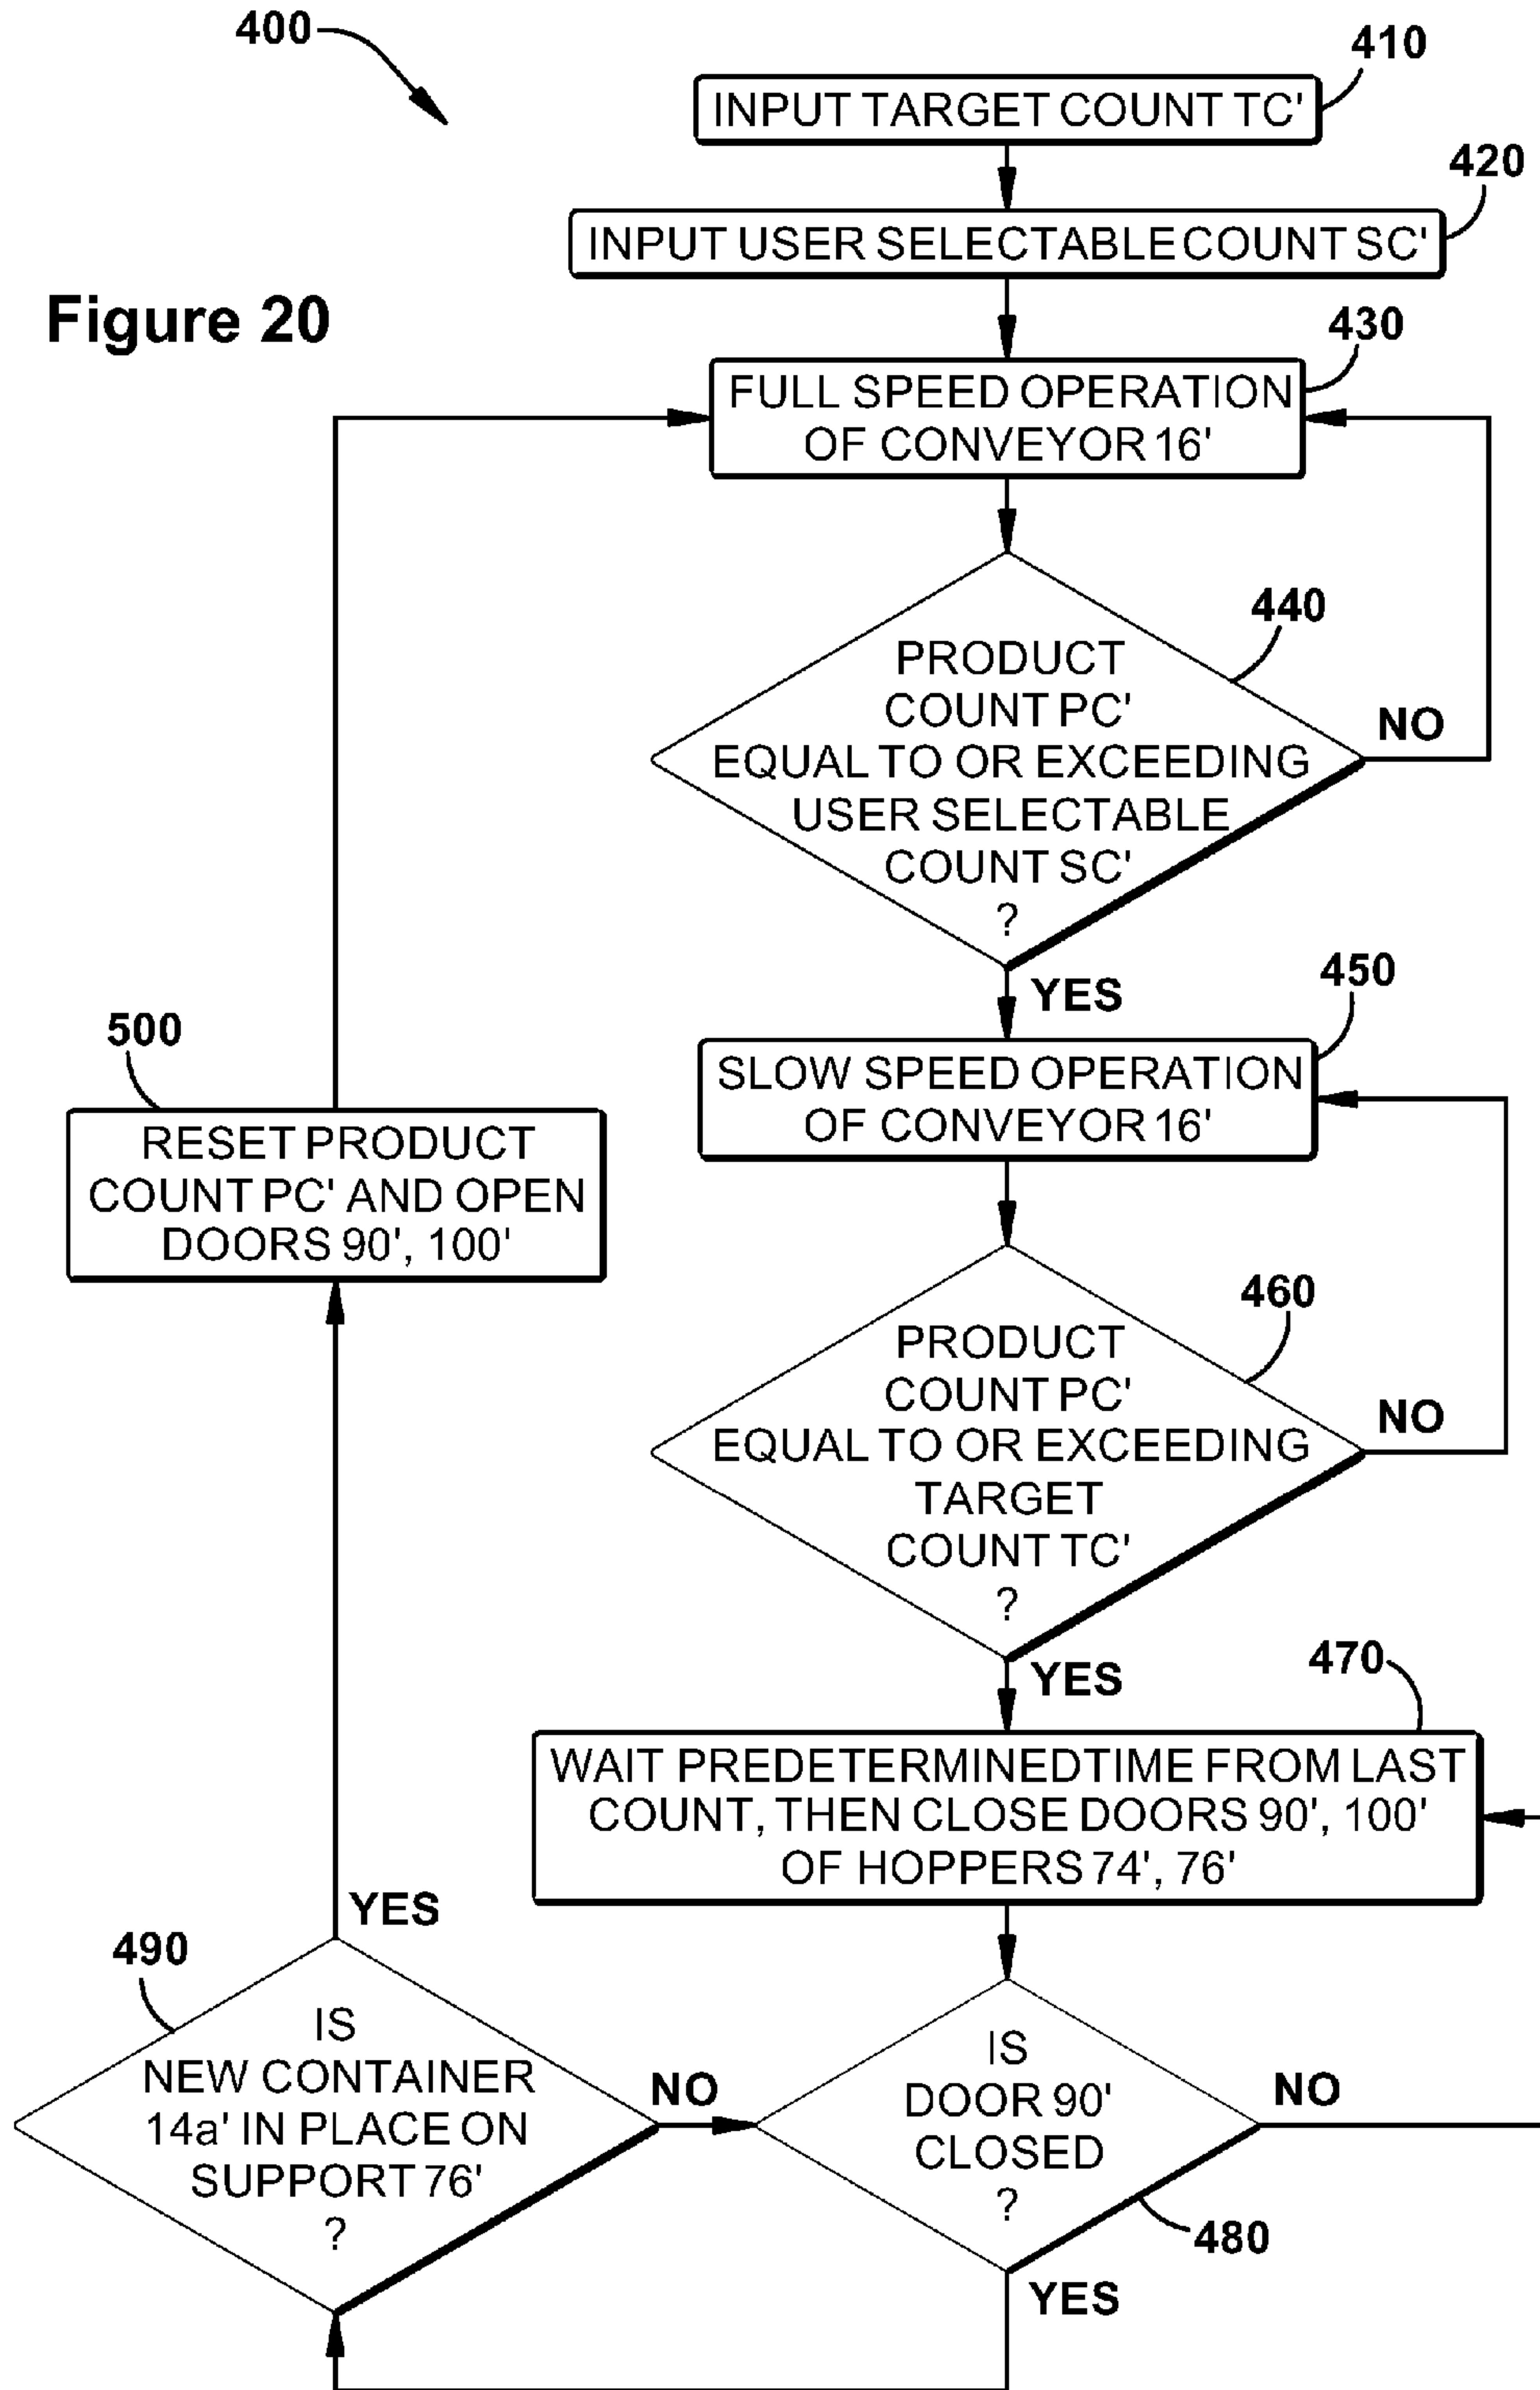 400
410
INPUT TARGET COUNT TC'
420
INPUT USER SELECTABLE COUNT SC'
Figure 20
430
FULL SPEED OPERATION
OF CONVEYOR 16'
440
PRODUCT
COUNT PC'
EQUAL TO OR EXCEEDING
USER SELECTABLE
COUNT SC'
?
NO
YES
450
SLOW SPEED OPERATION
OF CONVEYOR 16'
500
RESET PRODUCT
COUNT PC' AND OPEN
DOORS 90', 100'
460
PRODUCT
COUNT PC'
EQUAL TO OR EXCEEDING
TARGET
COUNT TC'
?
NO
YES
470
WAIT PREDETERMINED TIME FROM LAST
COUNT, THEN CLOSE DOORS 90', 100'
OF HOPPERS 74', 76'
YES
490
IS
NEW CONTAINER
14a' IN PLACE ON
SUPPORT 76'
?
NO
IS
DOOR 90'
CLOSED
?
NO
480
YES